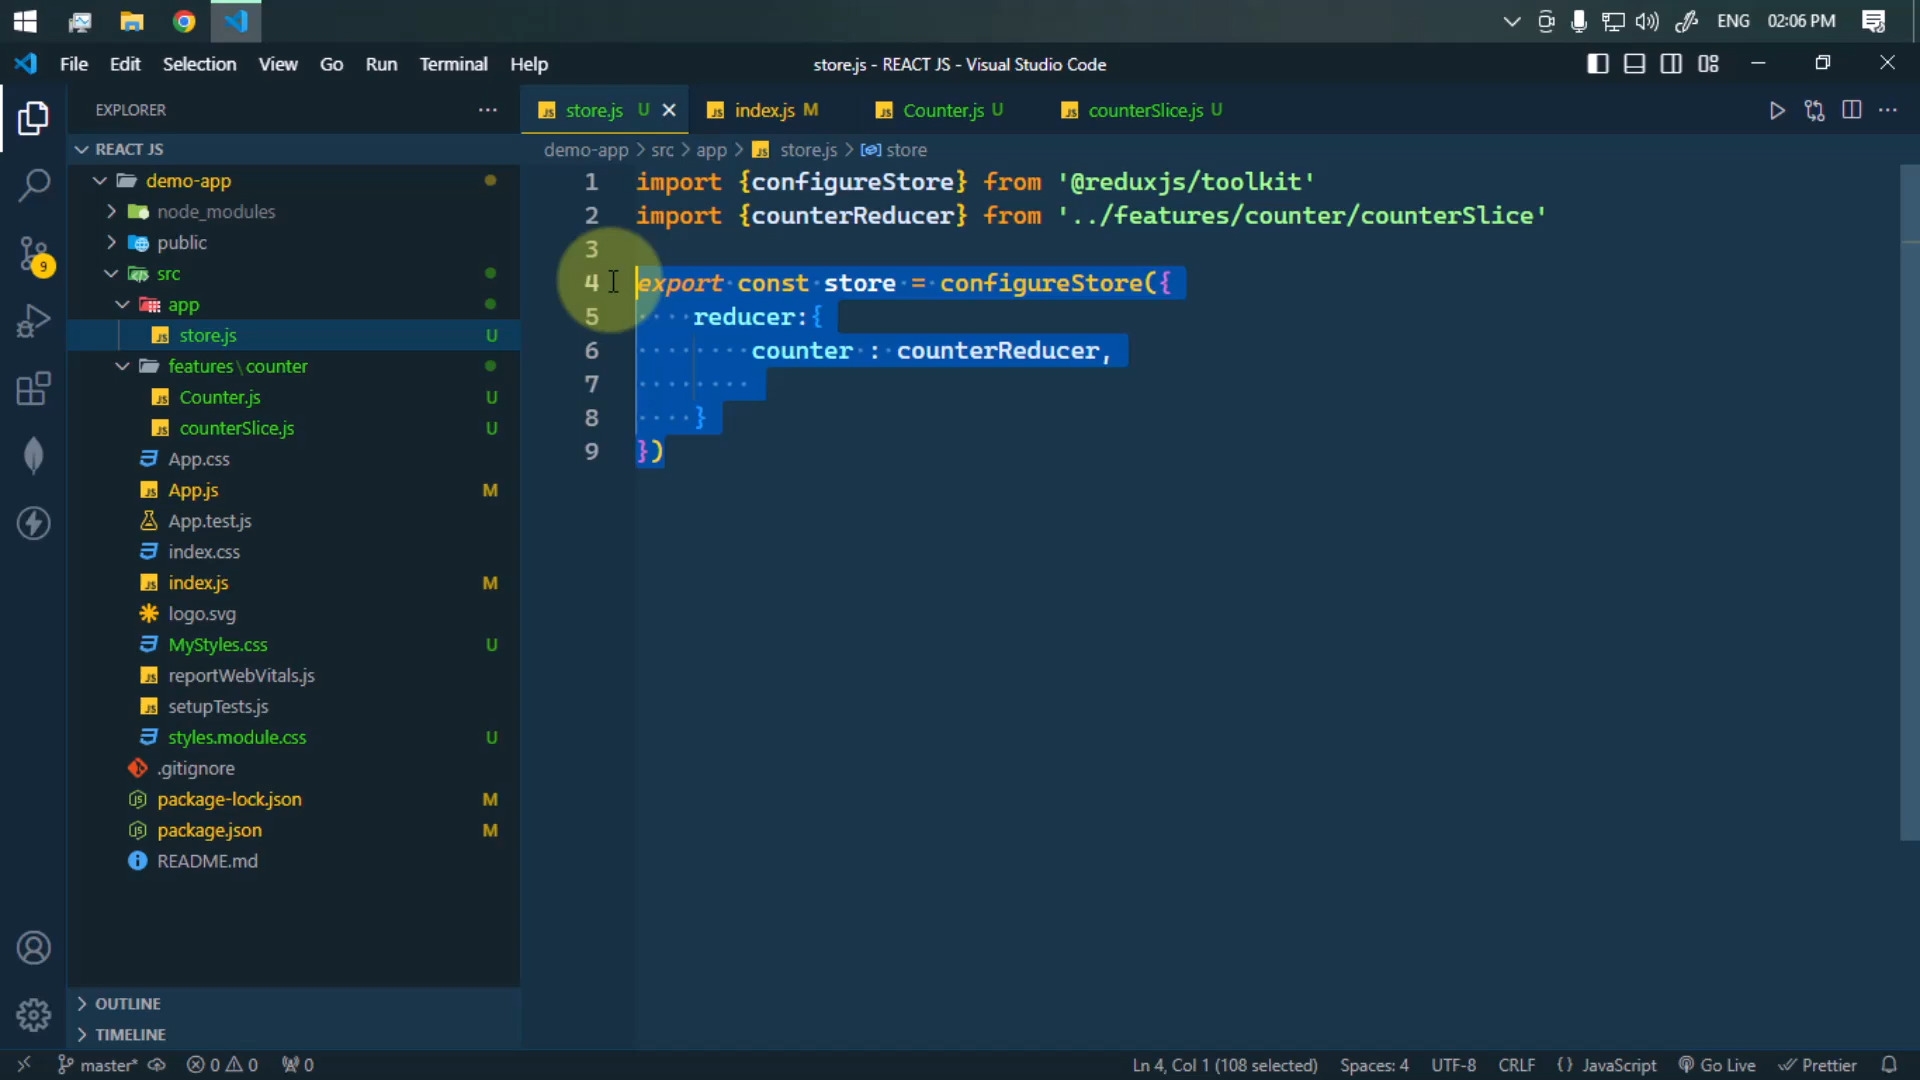 ENG 02:06 PM
File Edit Selection View Go Run Terminal Help
store.js - REACT JS - Visual Studio Code
EXPLORER
REACT JS
demo-app
node_modules
public
src
app
store.js U
features\counter
Counter.js U
counterSlice.js U
App.css
App.js M
App.test.js
index.css
index.js M
logo.svg
MyStyles.css U
reportWebVitals.js
setupTests.js
styles.module.css U
.gitignore
package-lock.json M
package.json M
README.md
OUTLINE
TIMELINE
9
store.js U
index.js M
Counter.js U
counterSlice.js U
demo-app > src > app > JS store.js > store
1 import {configureStore} from '@reduxjs/toolkit'
2 import {counterReducer} from '../features/counter/counterSlice'
3
4 export const store = configureStore({
5 reducer:{
6 counter : counterReducer,
7
8 }
9 })
master* 0 0 0
Ln 4, Col 1 (108 selected) Spaces: 4 UTF-8 CRLF {} JavaScript Go Live Prettier